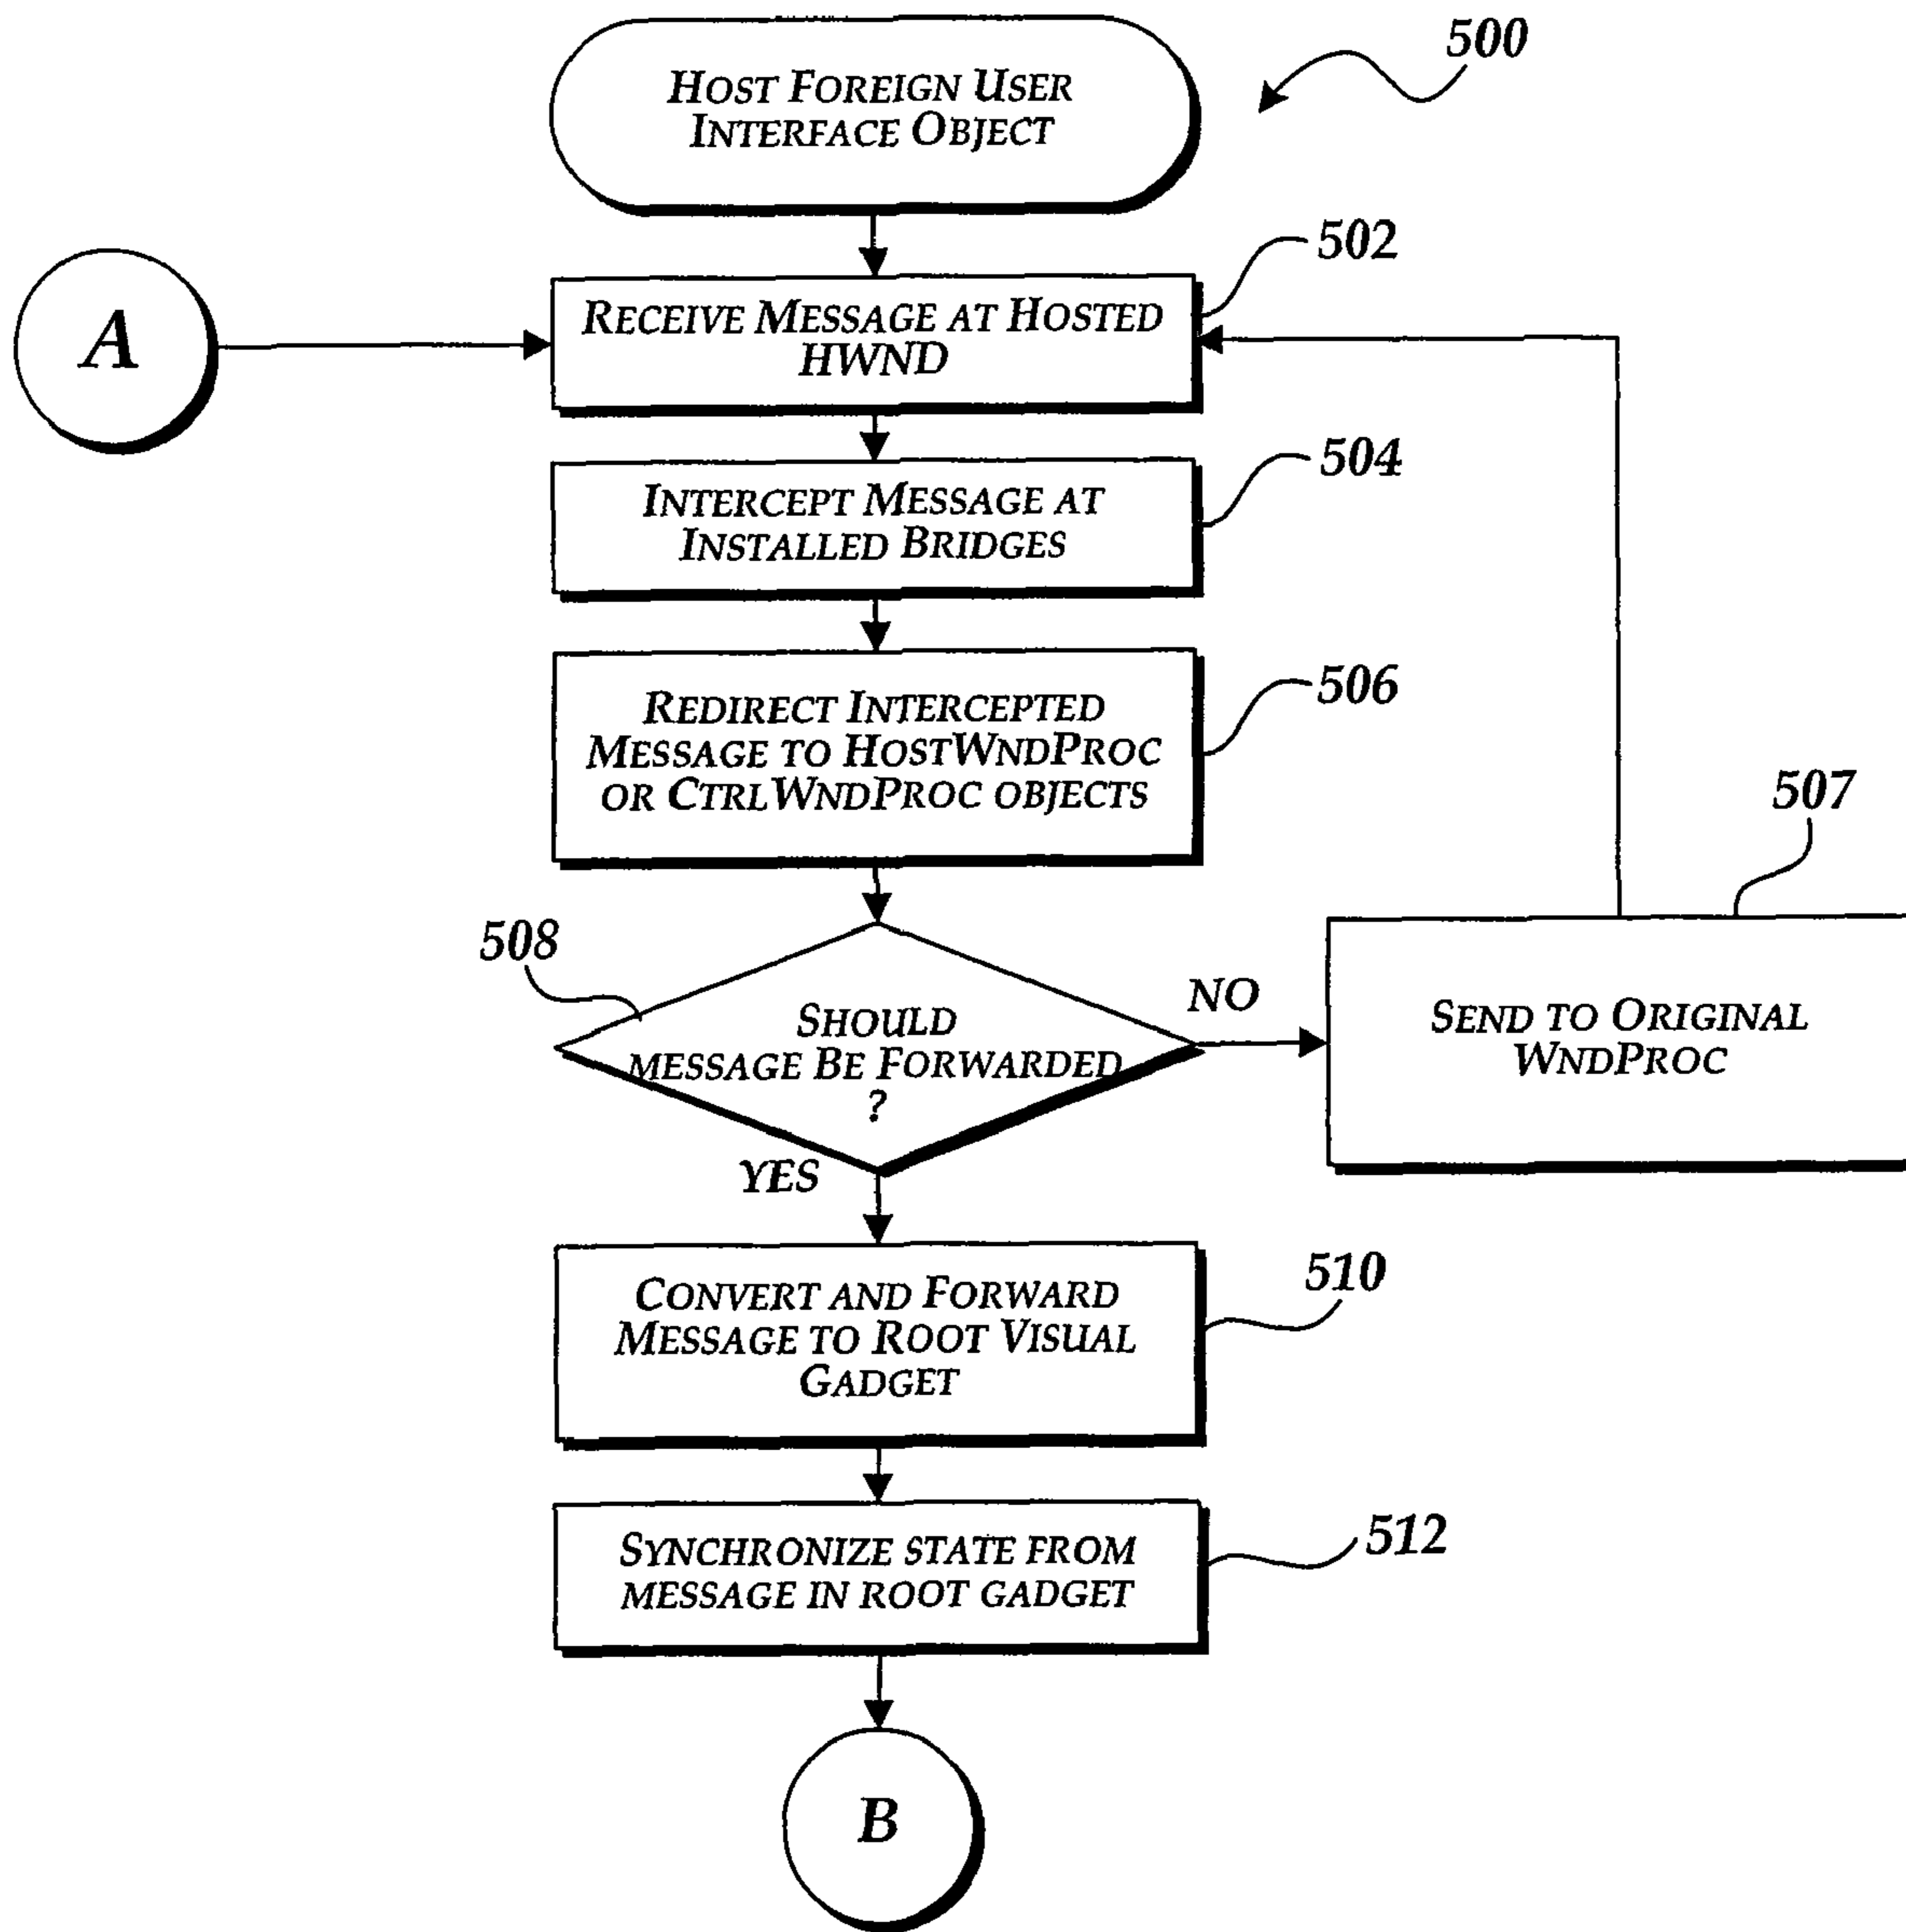 500
HOST FOREIGN USER
INTERFACE OBJECT
502
A
RECEIVE MESSAGE AT HOSTED
HWND
504
INTERCEPT MESSAGE AT
INSTALLED BRIDGES
506
REDIRECT INTERCEPTED
MESSAGE TO HOSTWNDPROC
OR CTRLWNDPROC OBJECTS
507
508
SHOULD
MESSAGE BE FORWARDED
?
NO
SEND TO ORIGINAL
WNDPROC
YES
510
CONVERT AND FORWARD
MESSAGE TO ROOT VISUAL
GADGET
512
SYNCHRONIZE STATE FROM
MESSAGE IN ROOT GADGET
B